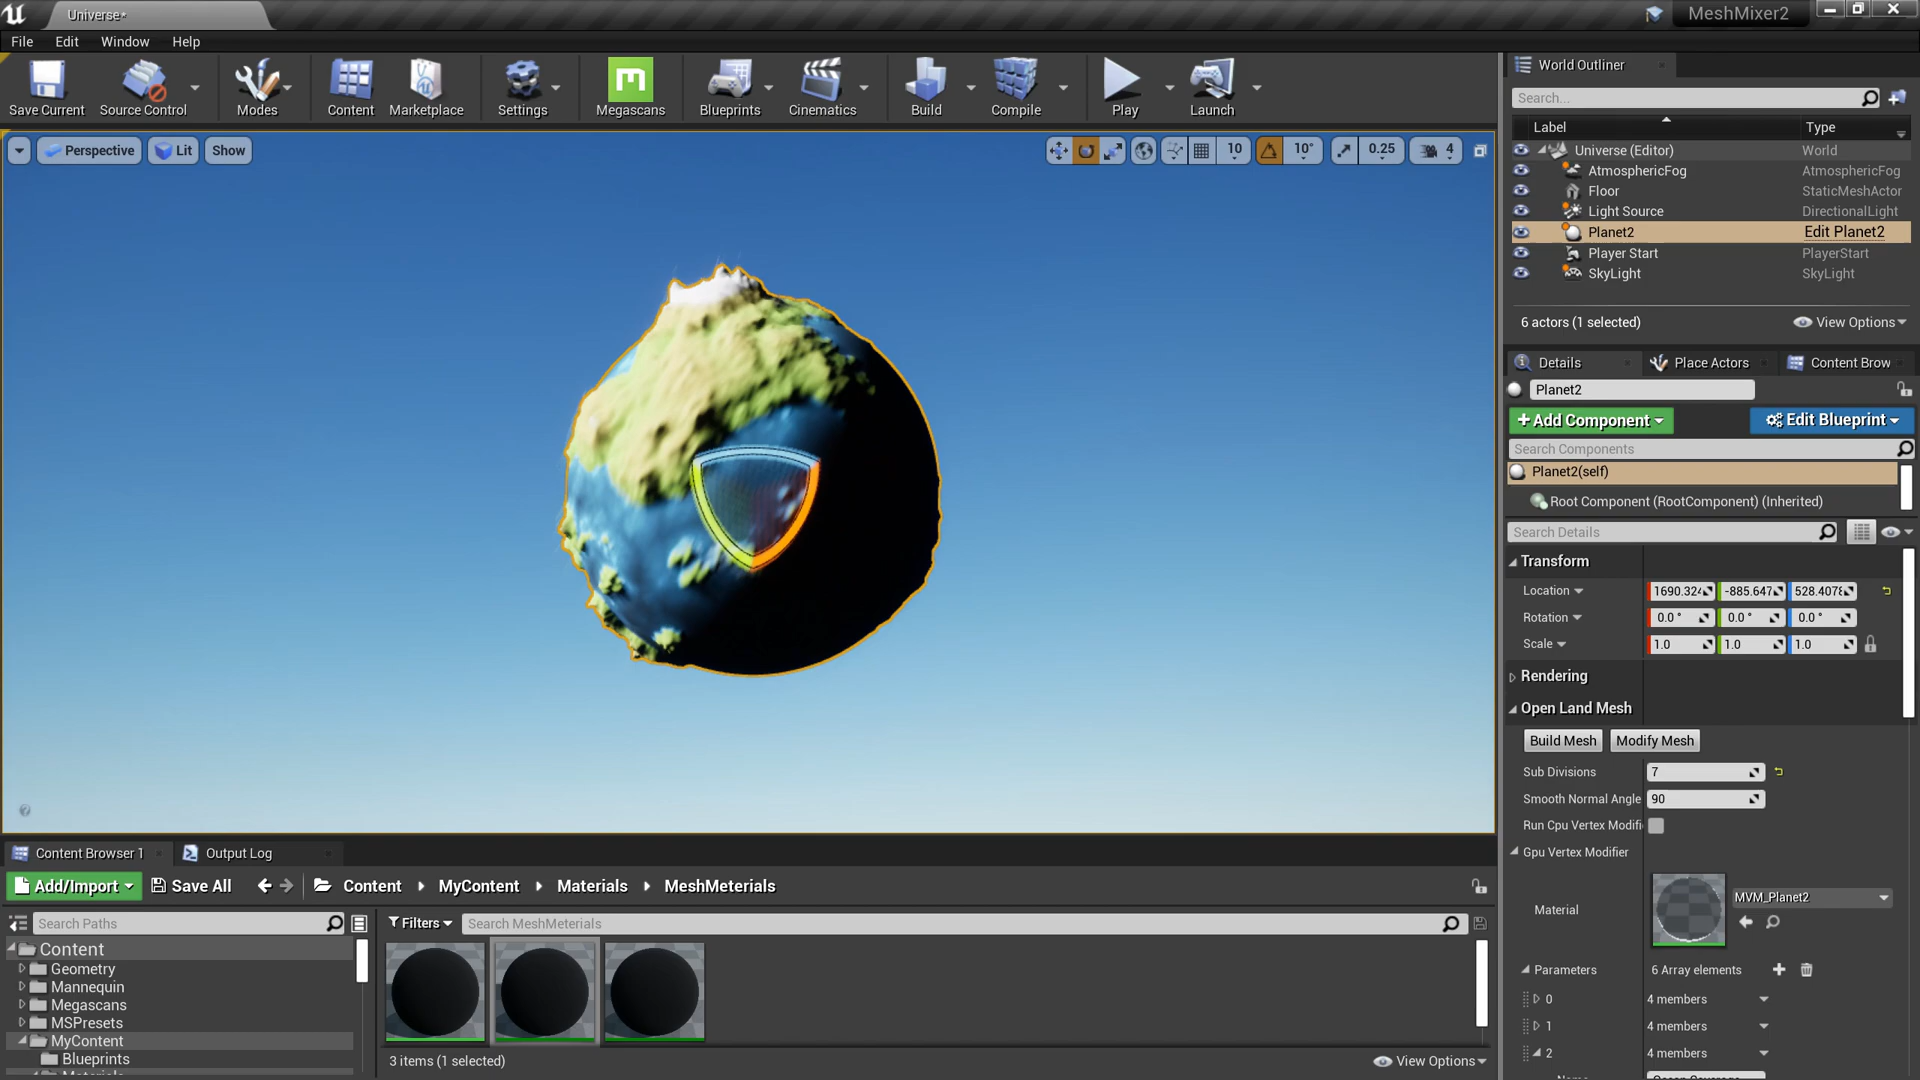 Universe*
MeshMixer2
File Edit Window Help
Save Current Source Control Modes Content Marketplace Settings Megascans Blueprints Cinematics Build Compile Play Launch
Perspective Lit Show 10 10° 0.25 4
World Outliner
Search...
Label Type
Universe (Editor) World
AtmosphericFog AtmosphericFog
Floor StaticMeshActor
Light Source DirectionalLight
Planet2 Edit Planet2
Player Start PlayerStart
SkyLight SkyLight
6 actors (1 selected) View Options
Details Place Actors Content Brow
Planet2
+Add Component Edit Blueprint
Search Components
Planet2(self)
Root Component (RootComponent) (Inherited)
Search Details
Transform
Location 1690.324 -885.647 528.4078
Rotation 0.0 ° 0.0 ° 0.0 °
Scale 1.0 1.0 1.0
Rendering
Open Land Mesh
Build Mesh Modify Mesh
Sub Divisions 7
Smooth Normal Angle 90
Run Cpu Vertex Modifi
Gpu Vertex Modifier
Material MVM_Planet2
Parameters 6 Array elements
0 4 members
1 4 members
2 4 members
Content Browser 1 Output Log
Add/Import Save All Content MyContent Materials MeshMeterials
Search Paths
Filters Search MeshMeterials
Content
Geometry
Mannequin
Megascans
MSPresets
MyContent
Blueprints
3 items (1 selected) View Options